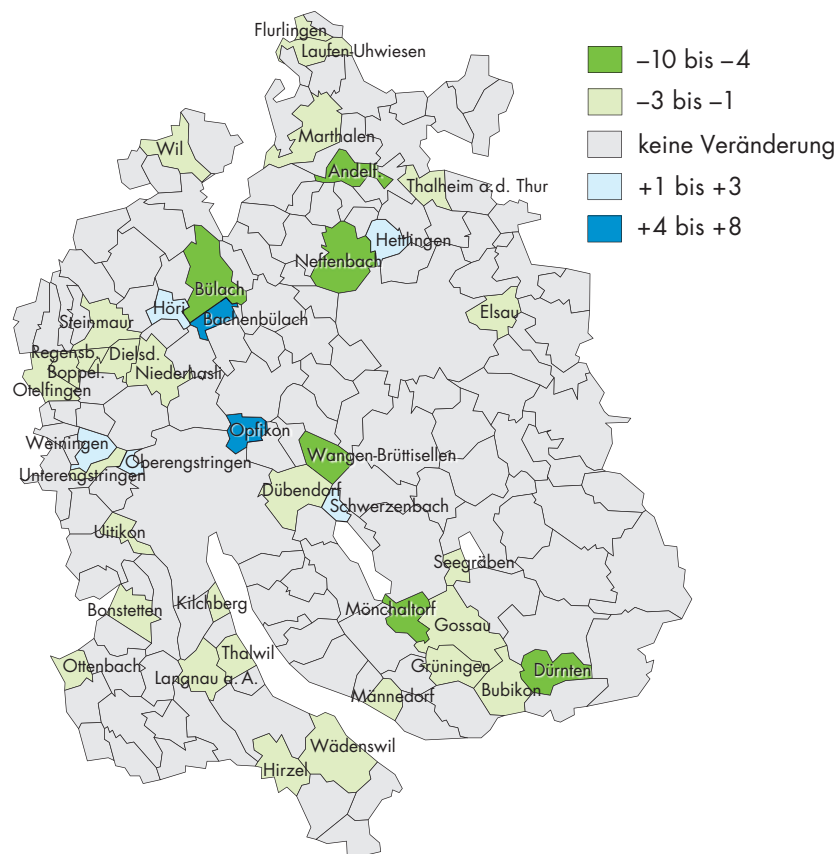 Flurlingen
Laufen-Uhwiesen
–10 bis –4
–3 bis –1
keine Veränderung
+1 bis +3
+4 bis +8
Marthalen
Wil
Andelf.
Thalheim a.d. Thur
Hettlingen
Neftenbach
Bülach
Höri
Bachenbülach
Elsau
Steinmaur
Regensb.
Dielsd.
Boppel.
Niederhasli
Otelfingen
Opfikon
Weiningen
Wangen-Brüttisellen
Oberengstringen
Unterengstringen
Dübendorf
Schwerzenbach
Uitikon
Seegräben
Kilchberg
Bonstetten
Mönchaltorf
Gossau
Thalwil
Ottenbach
Grüningen
Dürnten
Langnau a. A.
Bubikon
Männedorf
Wädenswil
Hirzel